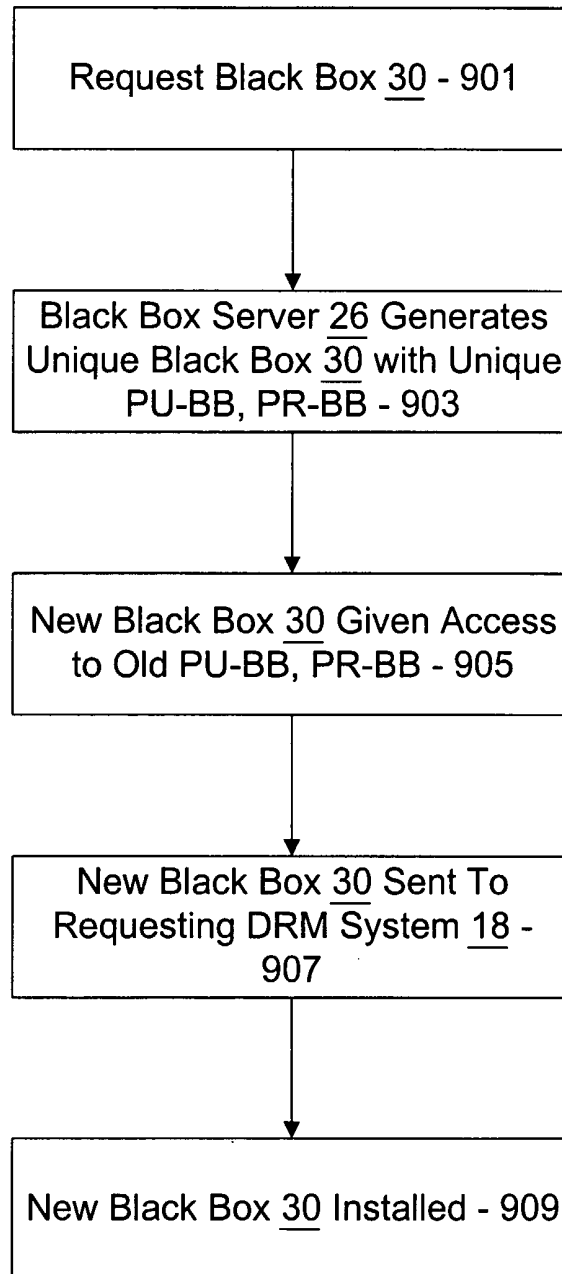 Request Black Box 30 - 901
Black Box Server 26 Generates
Unique Black Box 30 with Unique
PU-BB, PR-BB - 903
New Black Box 30 Given Access
to Old PU-BB, PR-BB - 905
New Black Box 30 Sent To
Requesting DRM System 18 -
907
New Black Box 30 Installed - 909